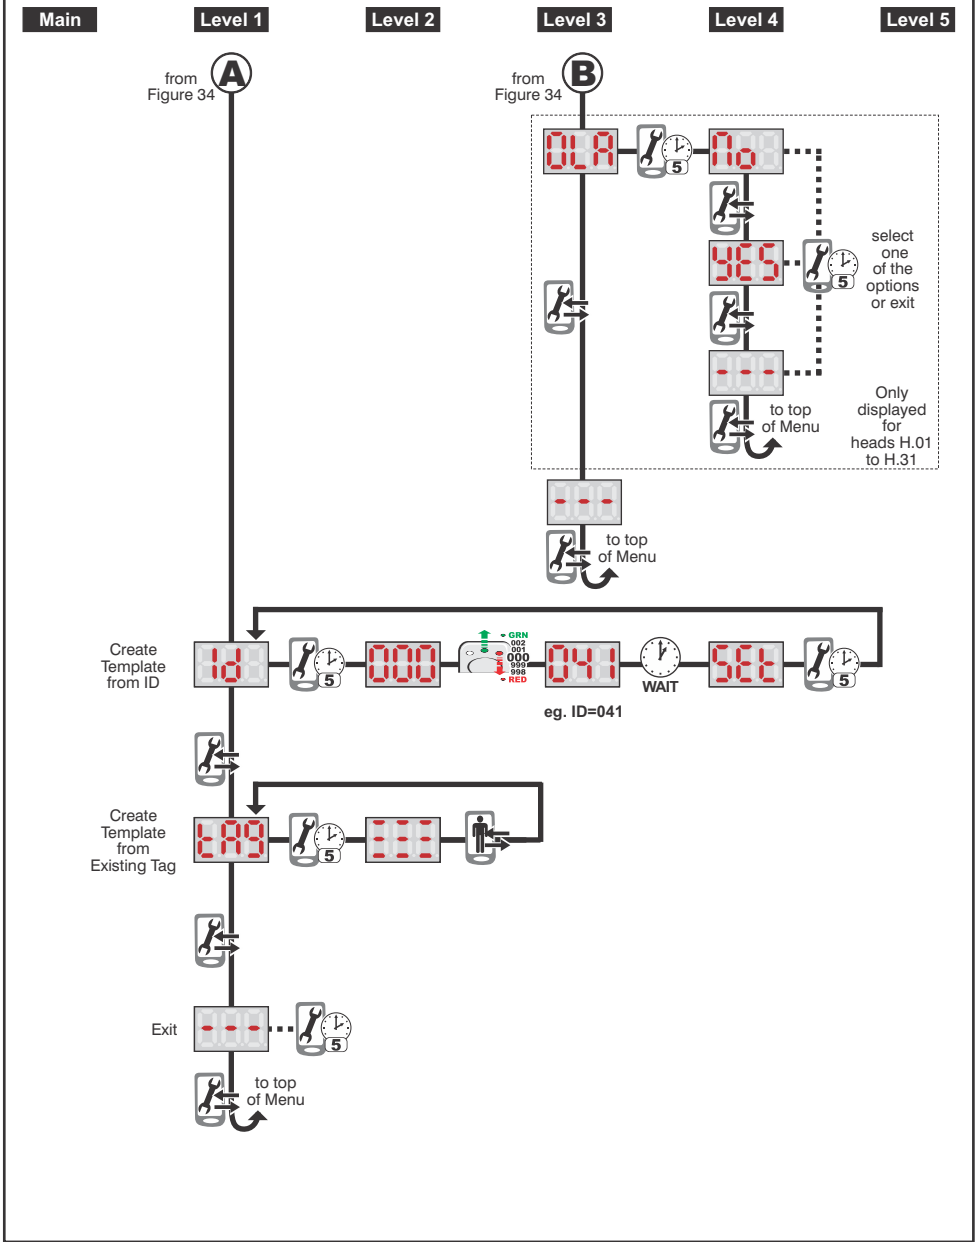 Main
Level 1
Level 2
Level 3
Level 4
Level 5
from
Figure 34
A
from
Figure 34
B
OLA
5
No
YES
5
select
one
of the
options
or exit
---
to top
of Menu
Only
displayed
for
heads H.01
to H.31
---
to top
of Menu
Create
Template
from ID
Id
5
000
GRN
002
001
000
999
998
RED
041
WAIT
SEt
5
eg. ID=041
Create
Template
from
Existing Tag
tAg
5
Exit
---
5
to top
of Menu